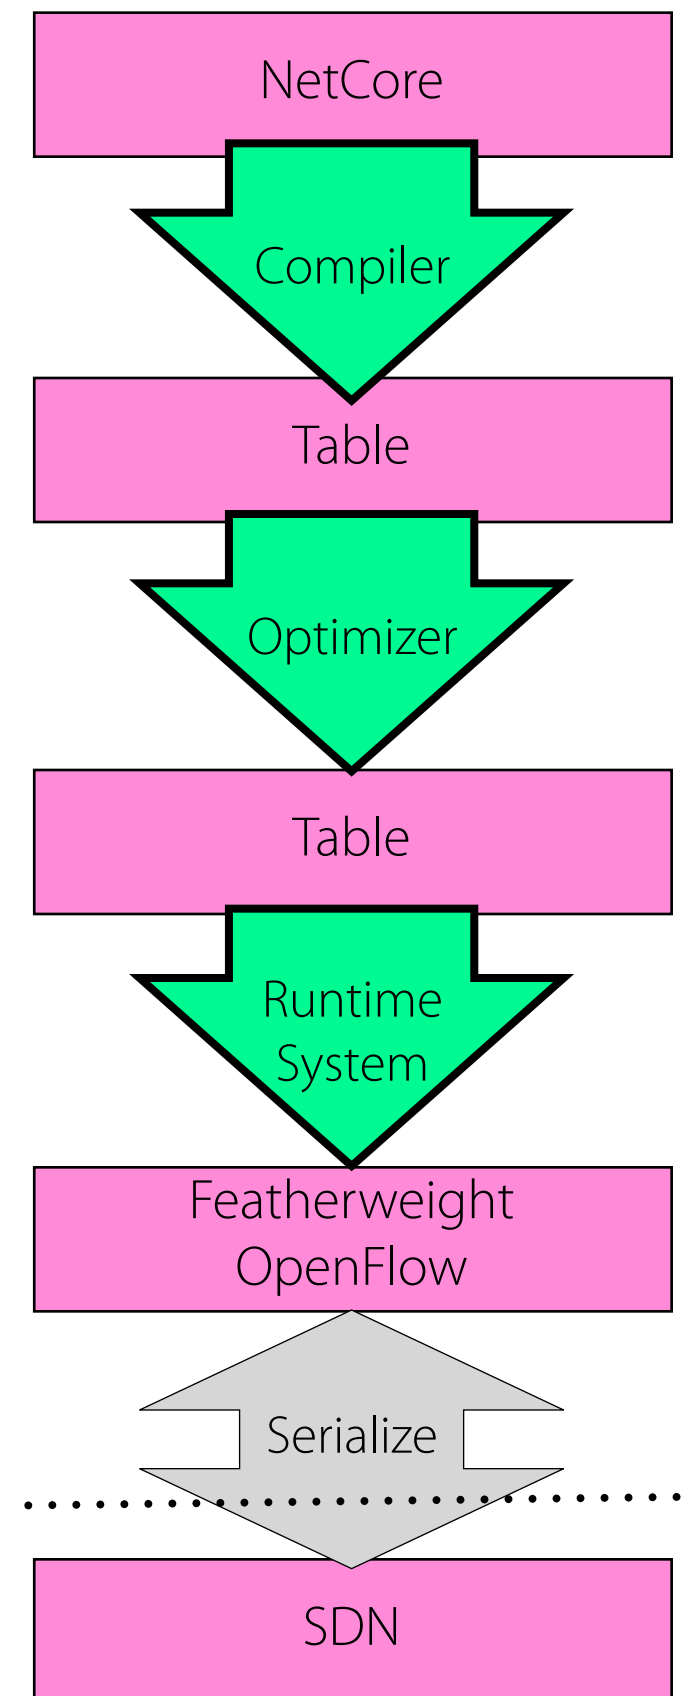 NetCore
Compiler
Table
Optimizer
Table
Runtime
System
Featherweight
OpenFlow
Serialize
SDN